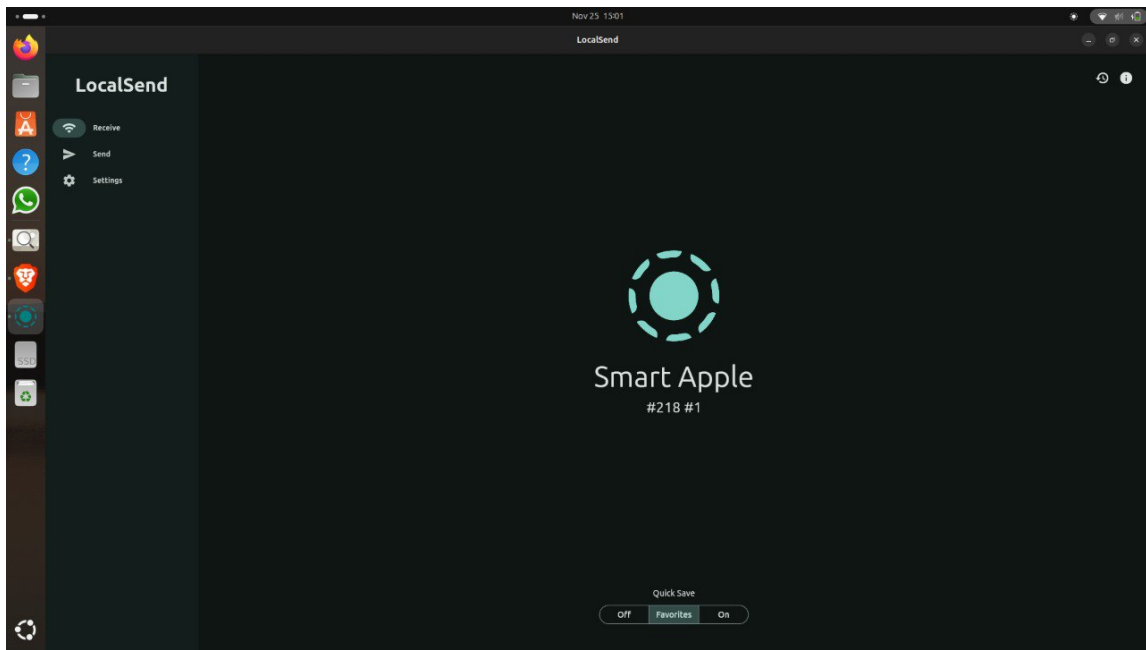 Nov 25 15:01
LocalSend
LocalSend
Receive
Send
Settings
SSD
Smart Apple
#218 #1
Quick Save
Off Favorites On